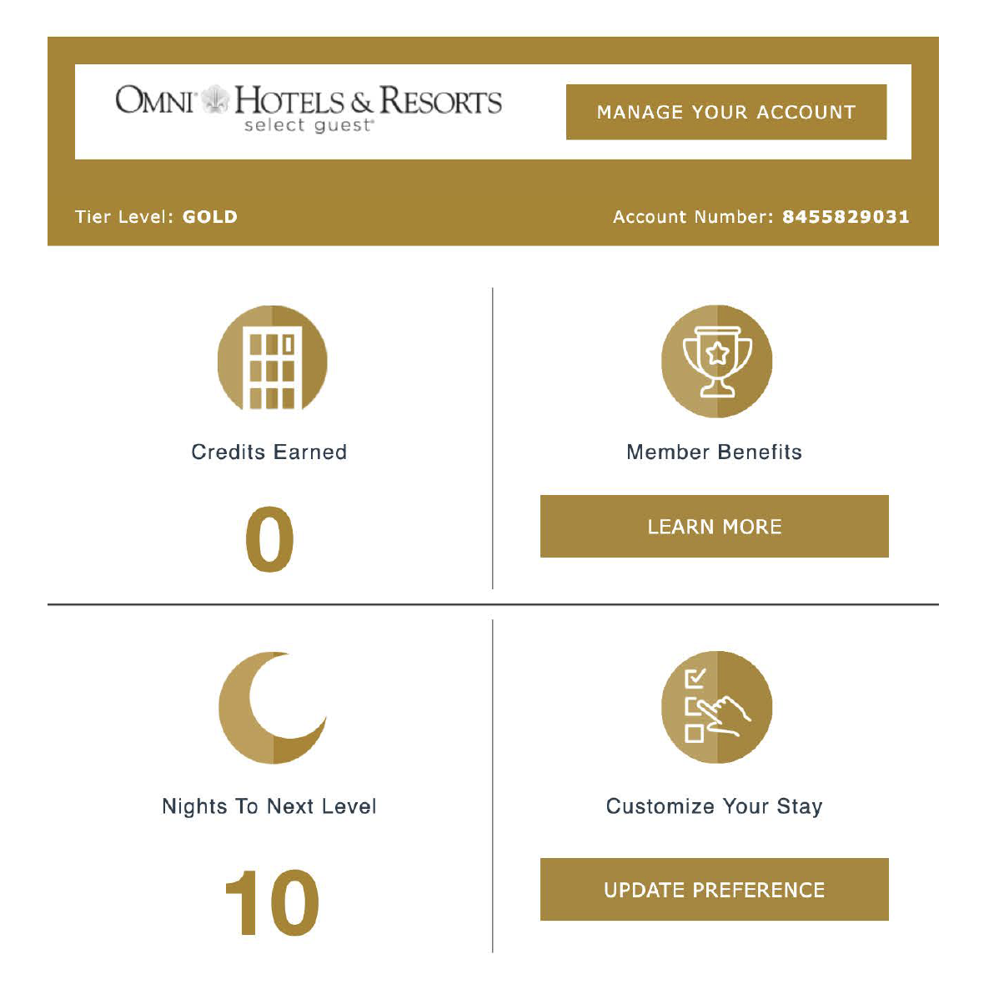 OMNI HOTELS & RESORTS
select guest®
MANAGE YOUR ACCOUNT
Tier Level: GOLD
Account Number: 8455829031
Credits Earned
0
Member Benefits
LEARN MORE
Nights To Next Level
10
Customize Your Stay
UPDATE PREFERENCE